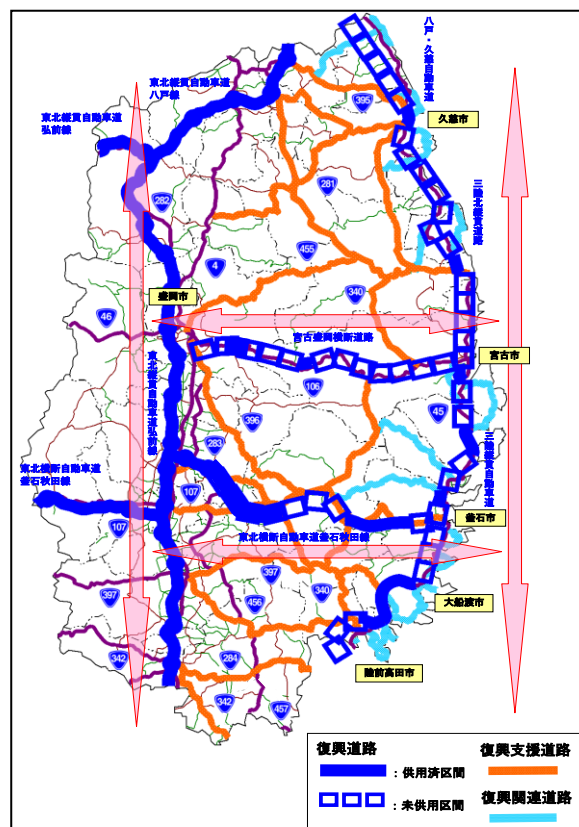 八戸・久慈自動車道
東北縦貫自動車道
八戸線
395
久慈市
東北縦貫自動車道
弘前線
281
282
三陸北縦貫道路
455
4
盛岡市
340
46
宮古盛岡横断道路
宮古市
106
東北縦貫自動車道弘前線
45
396
283
三陸縦貫自動車道
東北横断自動車道
釜石秋田線
107
107
釜石市
東北横断自動車道釜石秋田線
397
397
340
456
大船渡市
342
284
陸前高田市
342
457
復興道路
:供用済区間
:未供用区間
復興支援道路
復興関連道路